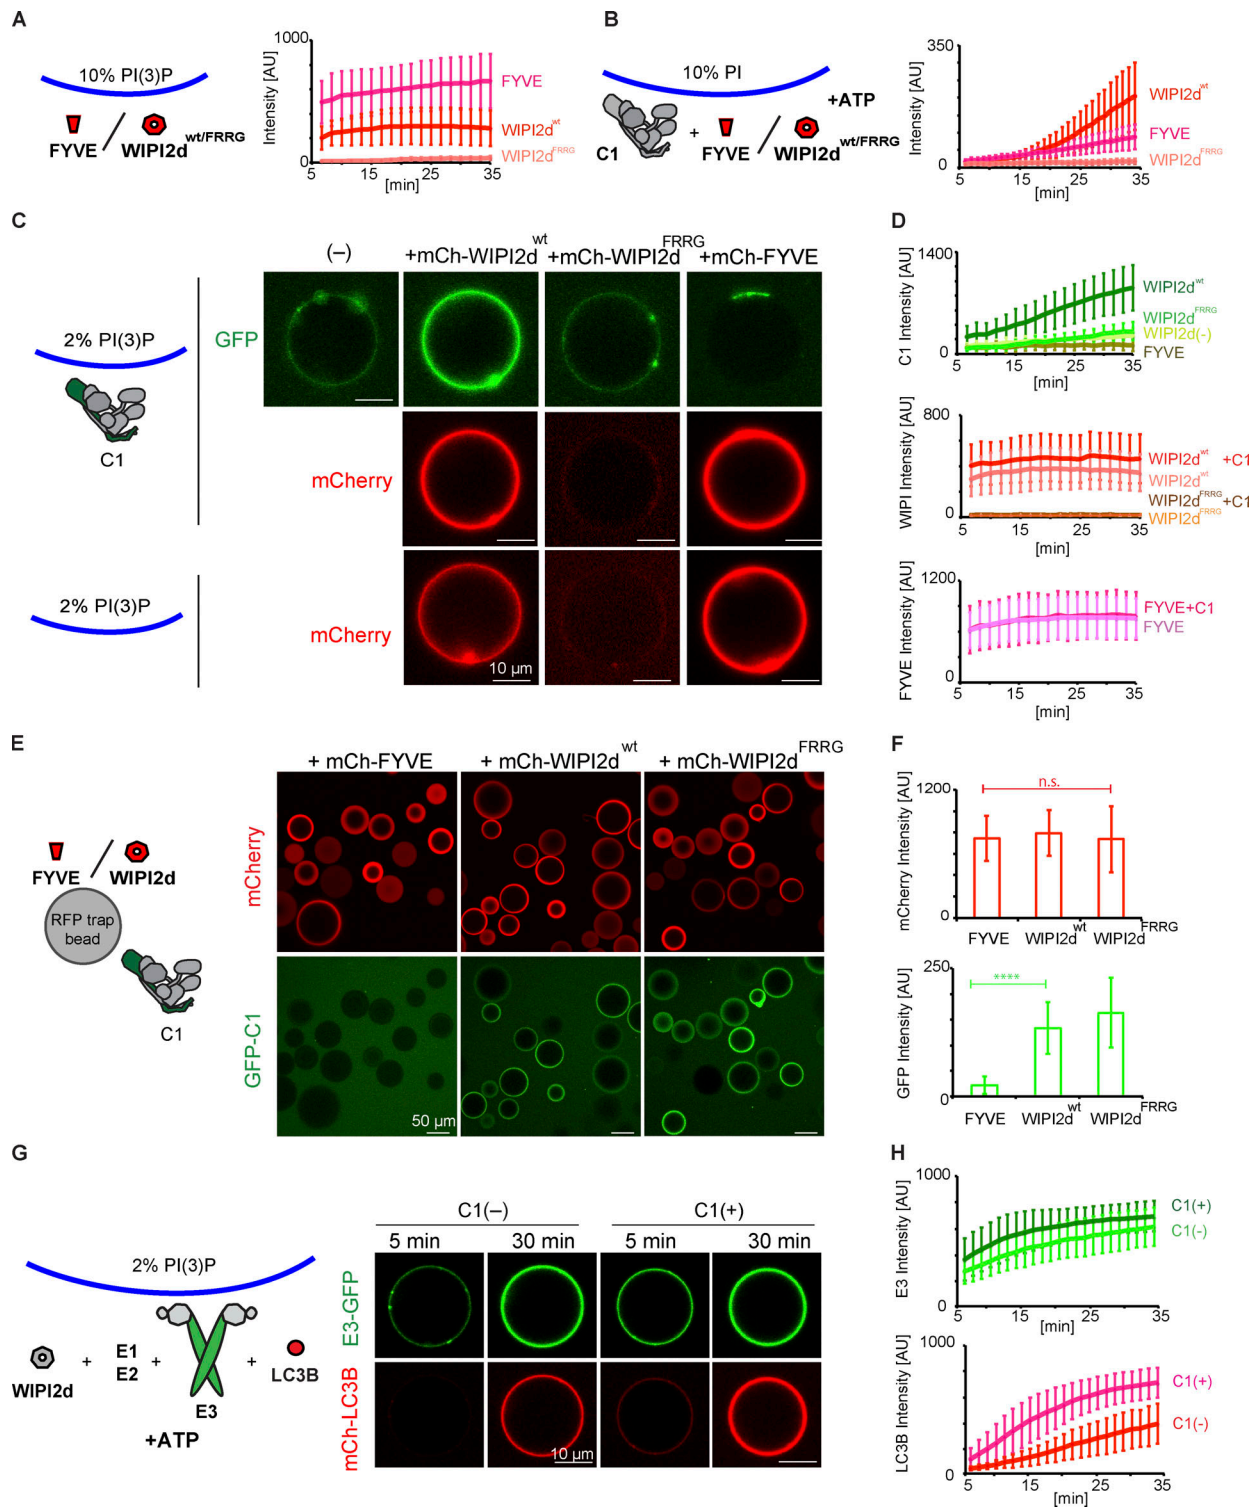 A
10% PI(3)P
FYVE
WIPI2d wt/FRRG
Intensity [AU]
1000
0
5
15
25
35
[min]
FYVE
WIPI2d wt
WIPI2d FRRG
B
10% PI
+ATP
C1
+
FYVE
WIPI2d wt/FRRG
Intensity [AU]
350
0
5
15
25
35
[min]
WIPI2d wt
FYVE
WIPI2d FRRG
C
2% PI(3)P
C1
2% PI(3)P
(–)
+mCh-WIPI2d wt
+mCh-WIPI2d FRRG
+mCh-FYVE
GFP
mCherry
mCherry
10 µm
D
C1 Intensity [AU]
1400
0
5
15
25
35
[min]
WIPI2d wt
WIPI2d FRRG
WIPI2d(-)
FYVE
WIPI Intensity [AU]
800
0
5
15
25
35
[min]
WIPI2d wt +C1
WIPI2d wt
WIPI2d FRRG +C1
WIPI2d FRRG
FYVE Intensity [AU]
1200
0
5
15
25
35
[min]
FYVE+C1
FYVE
E
FYVE
WIPI2d
RFP trap
bead
C1
+ mCh-FYVE
+ mCh-WIPI2d wt
+ mCh-WIPI2d FRRG
mCherry
GFP-C1
50 µm
F
mCherry Intensity [AU]
1200
0
n.s.
FYVE
WIPI2d wt
WIPI2d FRRG
GFP Intensity [AU]
250
0
****
FYVE
WIPI2d wt
WIPI2d FRRG
G
2% PI(3)P
WIPI2d
+
E1
E2
+
E3
+
LC3B
+ATP
C1(–)
C1(+)
5 min
30 min
5 min
30 min
E3-GFP
mCh-LC3B
10 µm
H
E3 Intensity [AU]
1000
0
5
15
25
35
[min]
C1(+)
C1(-)
LC3B Intensity [AU]
1000
0
5
15
25
35
[min]
C1(+)
C1(-)